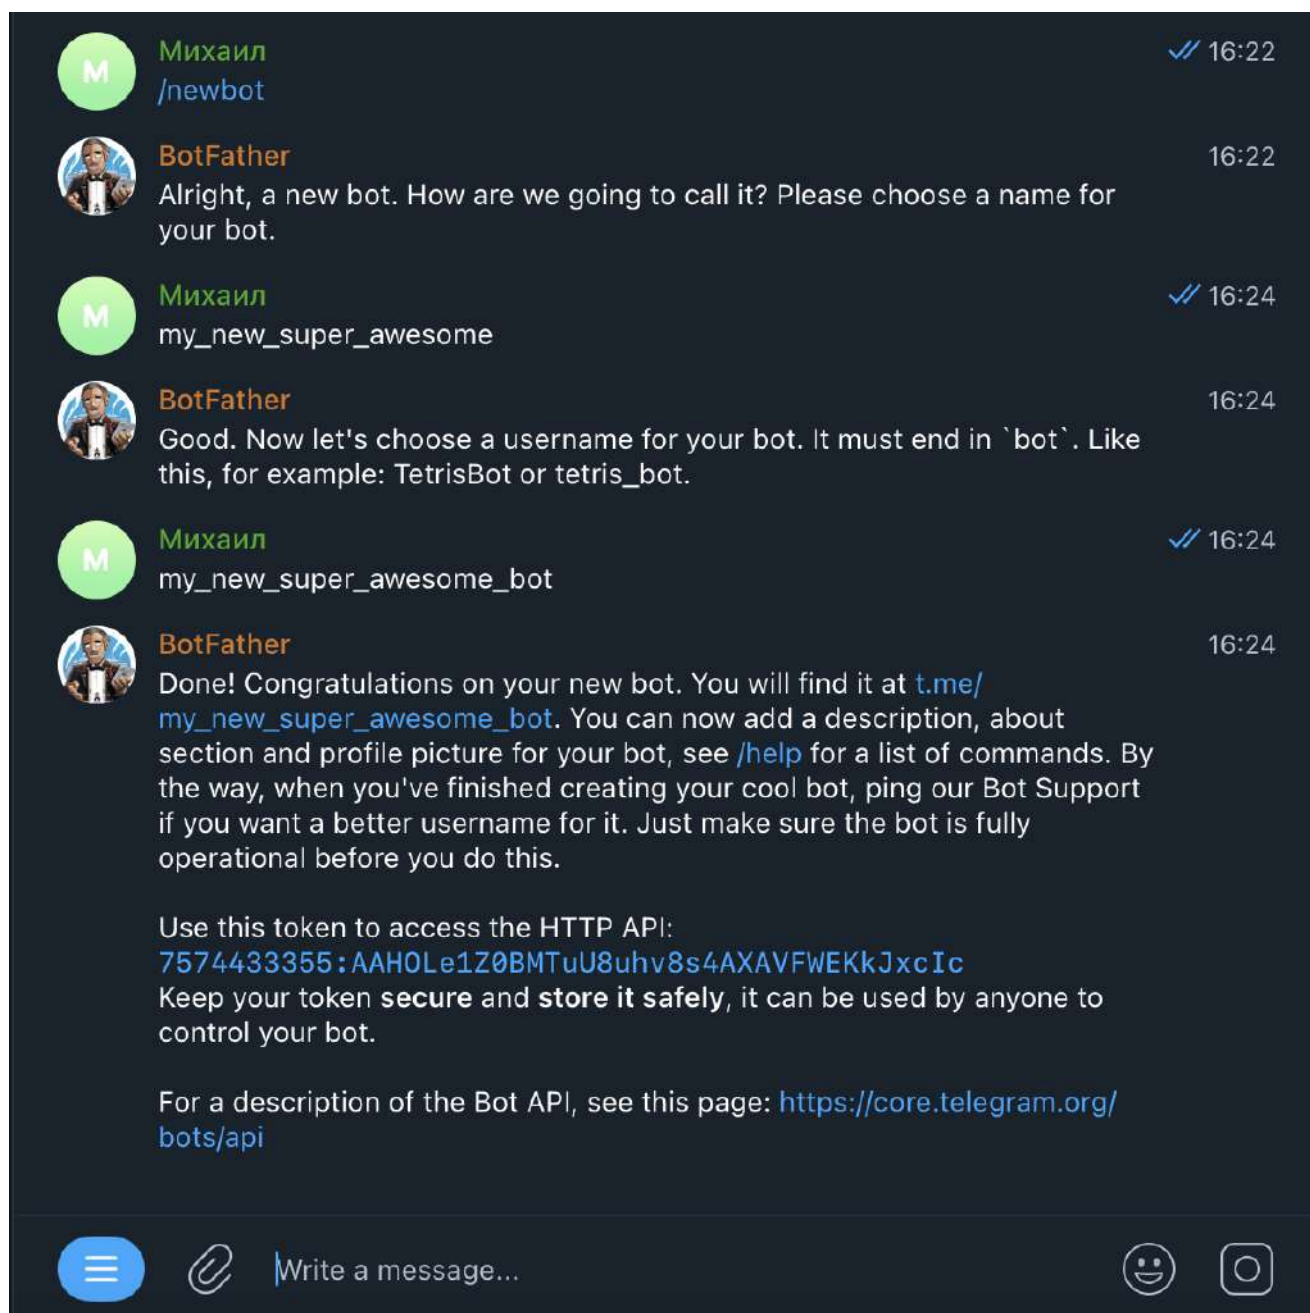 Михаил 16:22
M
/newbot
BotFather 16:22
Alright, a new bot. How are we going to call it? Please choose a name for
your bot.
Михаил 16:24
M
my_new_super_awesome
BotFather 16:24
Good. Now let's choose a username for your bot. It must end in `bot`. Like
this, for example: TetrisBot or tetris_bot.
Михаил 16:24
M
my_new_super_awesome_bot
BotFather 16:24
Done! Congratulations on your new bot. You will find it at t.me/
my_new_super_awesome_bot. You can now add a description, about
section and profile picture for your bot, see /help for a list of commands. By
the way, when you've finished creating your cool bot, ping our Bot Support
if you want a better username for it. Just make sure the bot is fully
operational before you do this.
Use this token to access the HTTP API:
7574433355:AAHOLe1Z0BMTuU8uhv8s4AXAVFWEKkJxcIc
Keep your token secure and store it safely, it can be used by anyone to
control your bot.
For a description of the Bot API, see this page: https://core.telegram.org/
bots/api
Write a message...